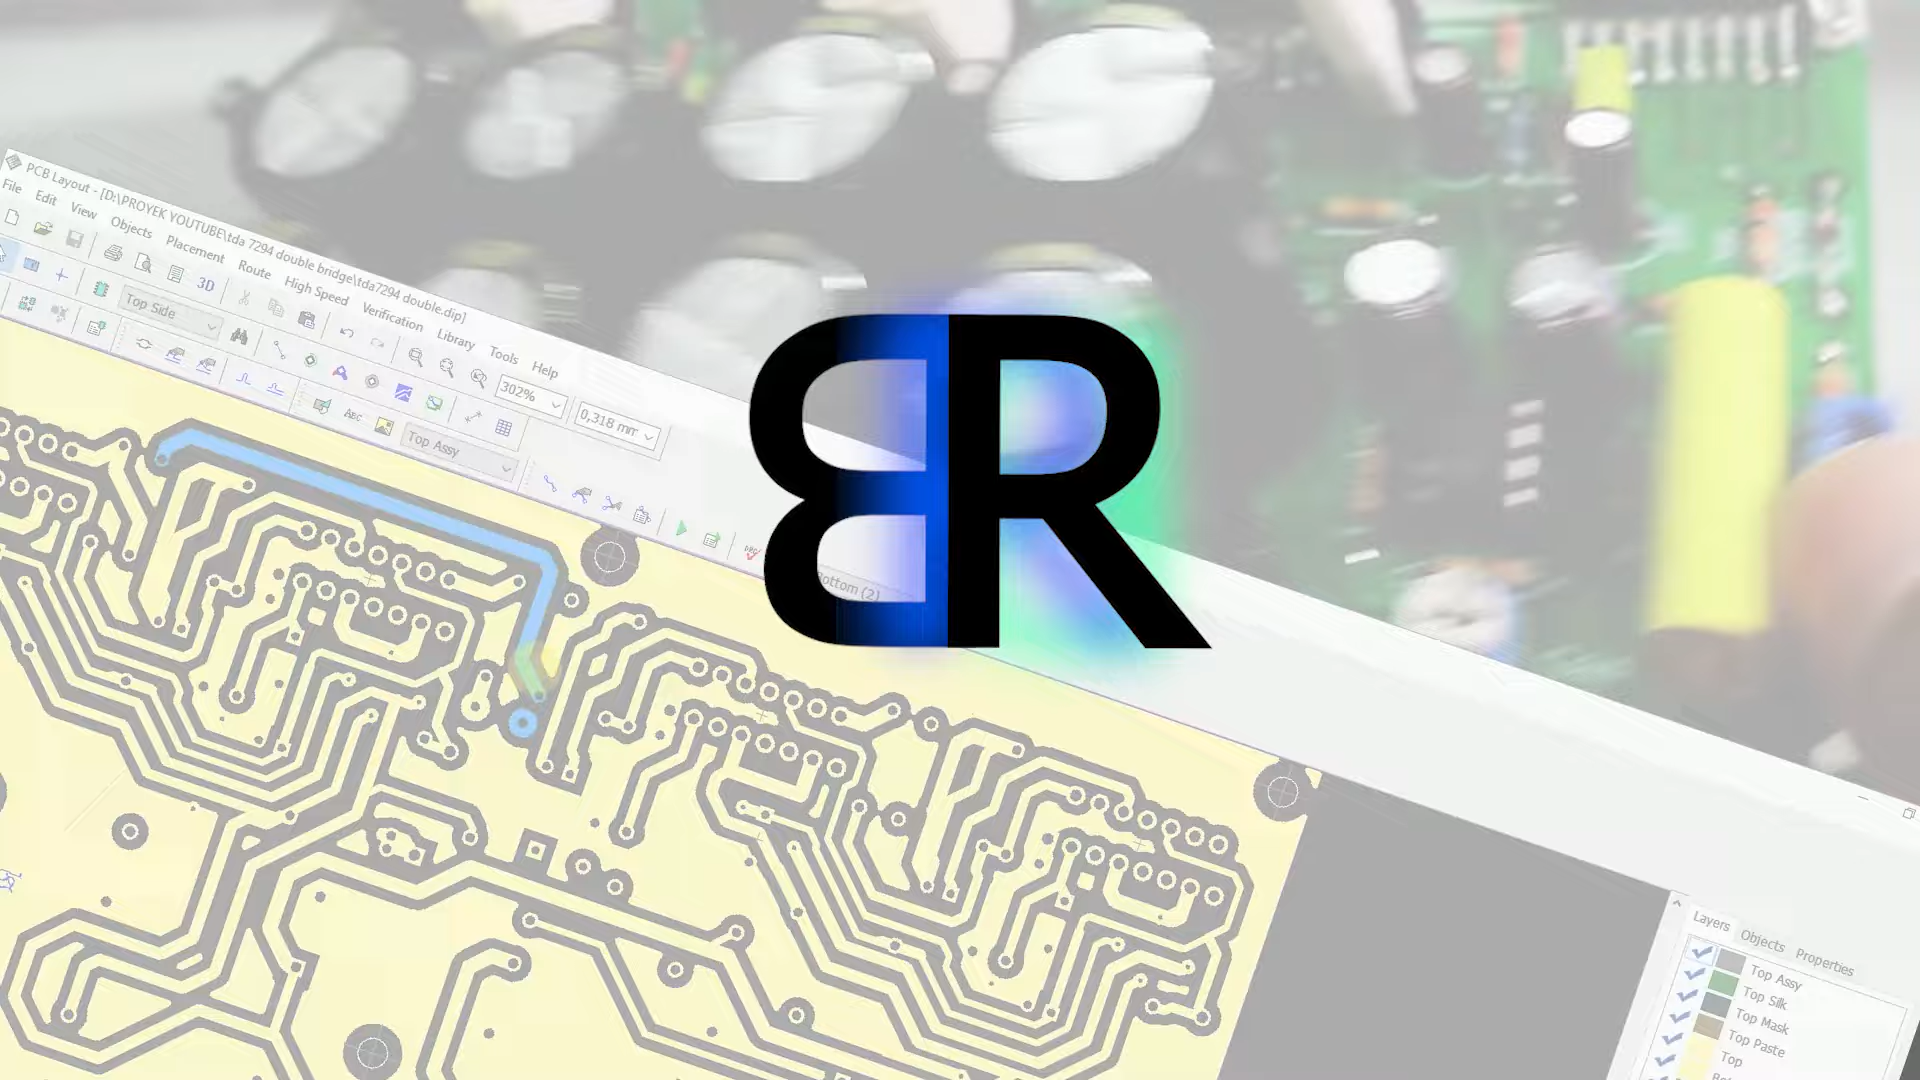 PCB Layout - [D:\PROYEK YOUTUBE\tda 7294 double bridge\tda7294 double.dip]
File Edit View Objects Placement Route High Speed Verification Library Tools Help
3D
Top Side
302%
0,318 mm
Abc
Top Assy
Bottom (2)
BR
Layers Objects Properties
Top Assy
Top Silk
Top Mask
Top Paste
Top